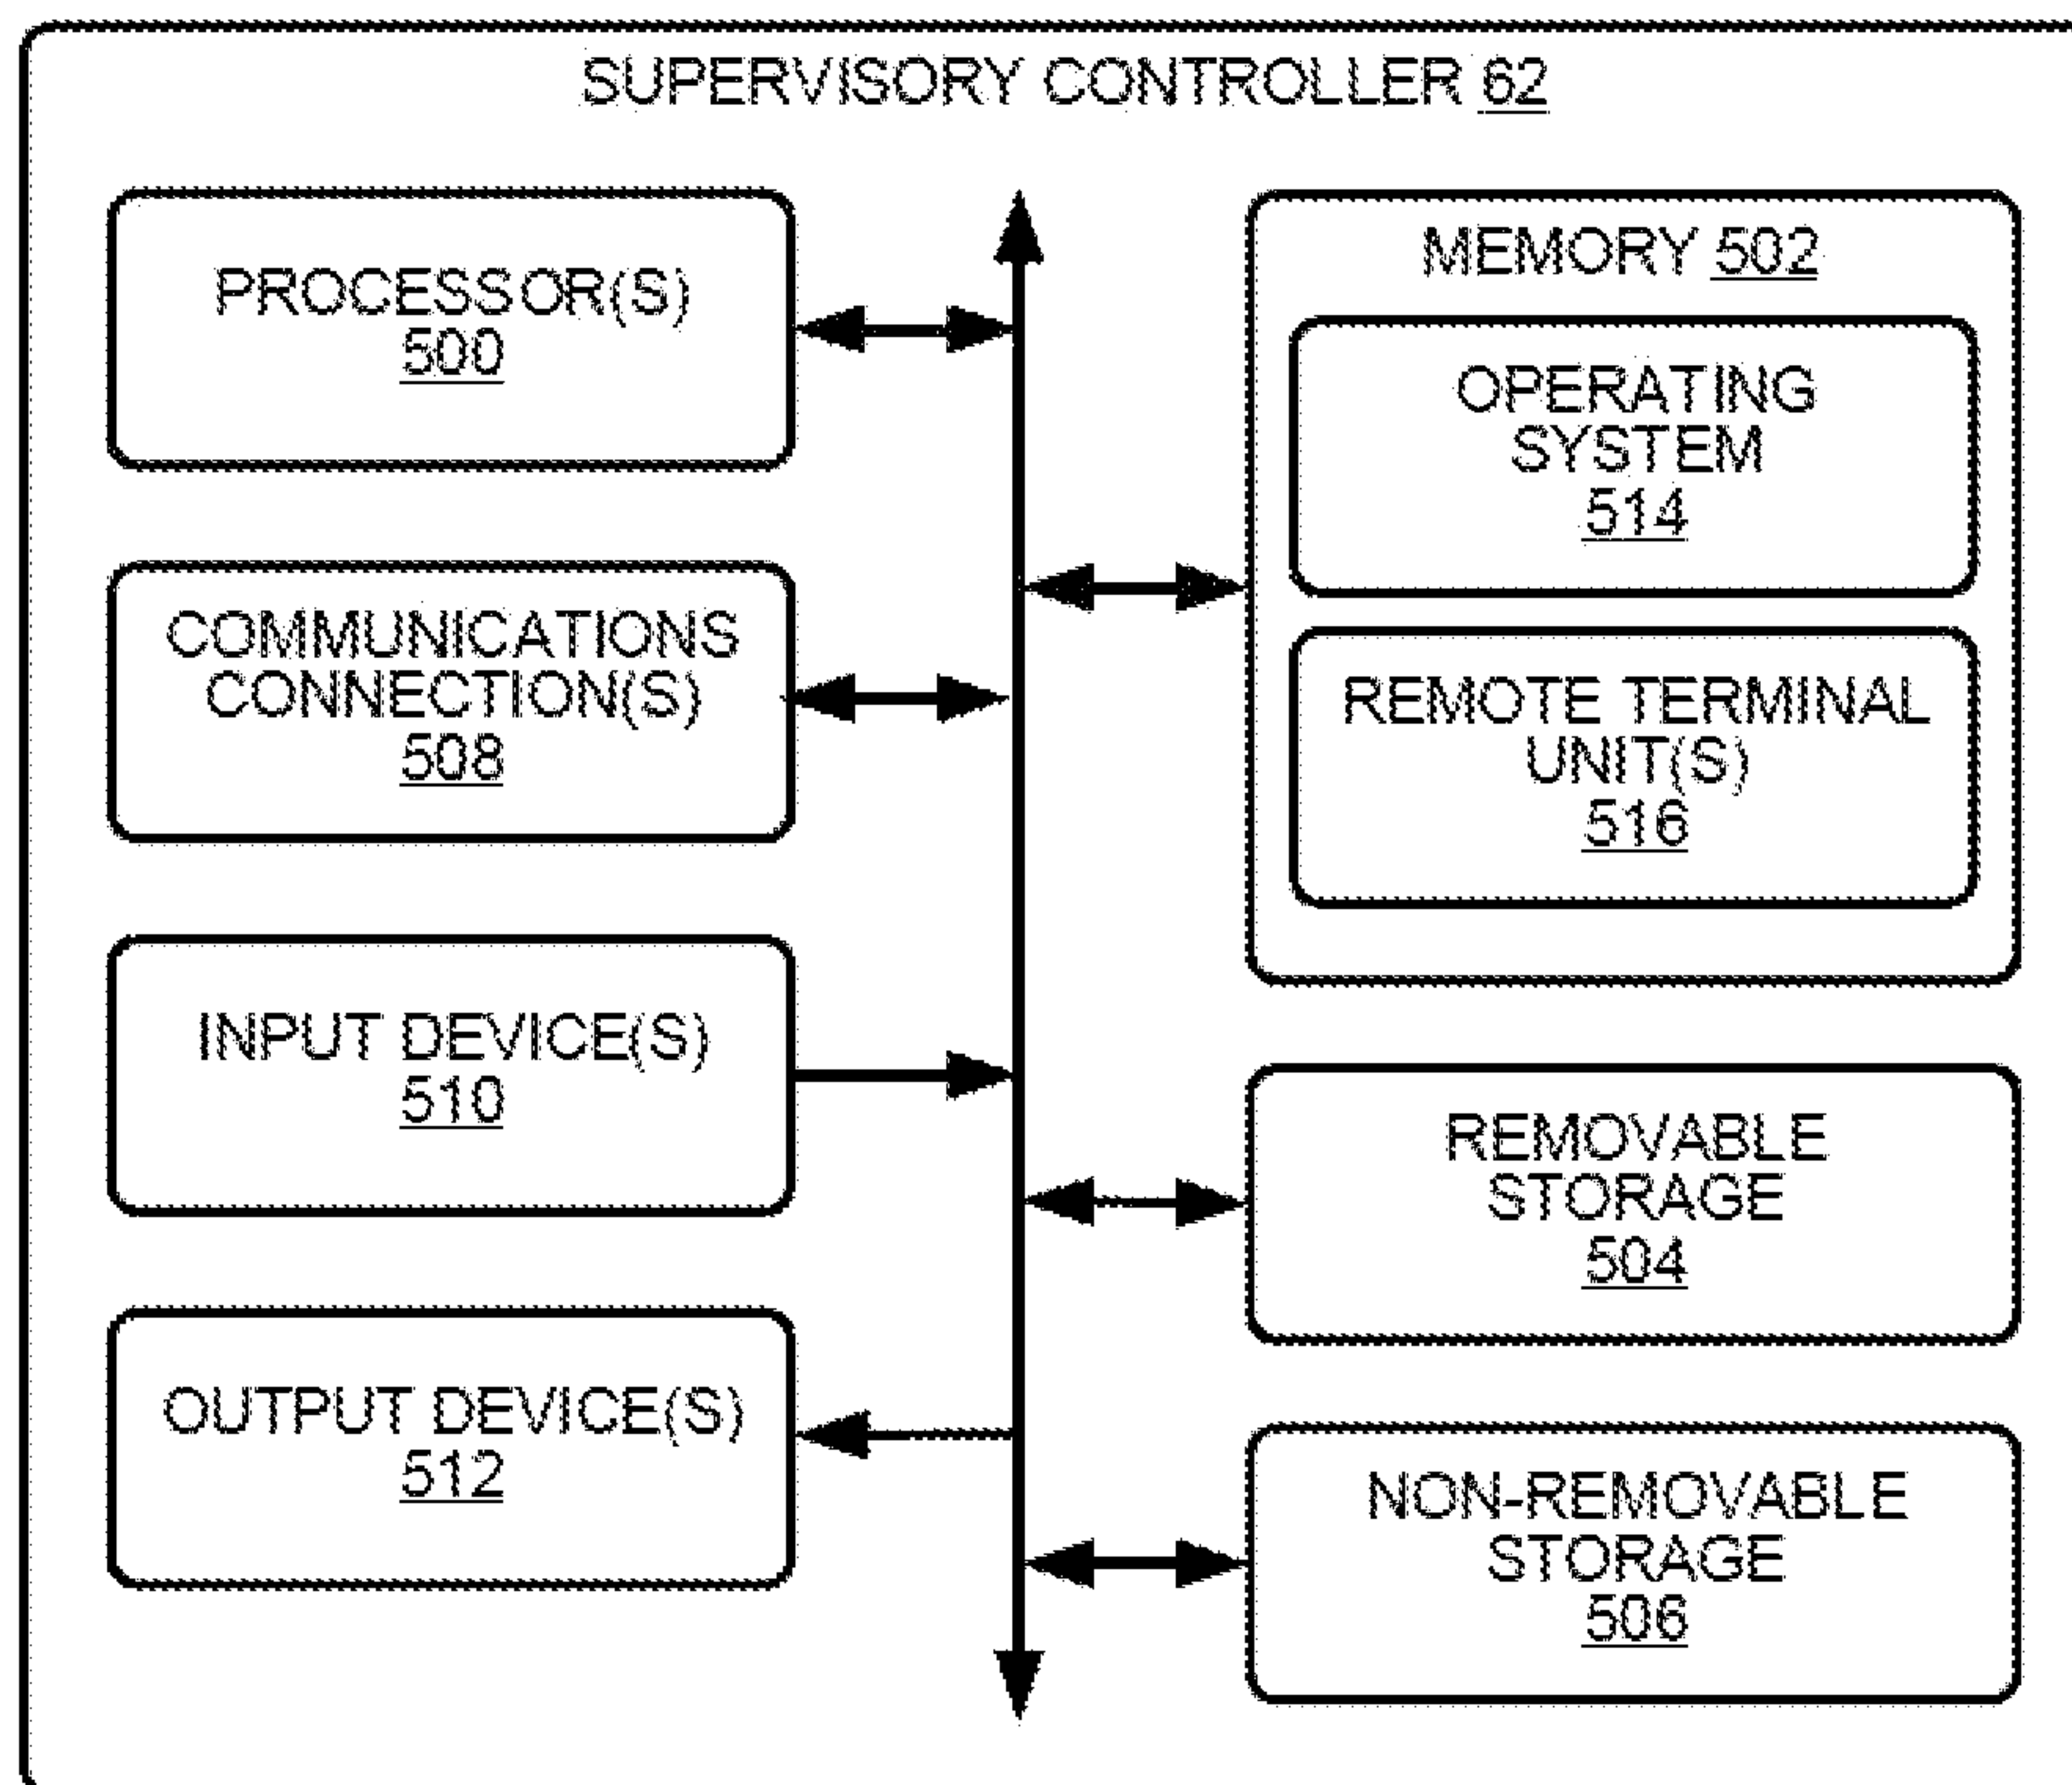 SUPERVISORY CONTROLLER 62
PROCESSOR(S)
500
COMMUNICATIONS
CONNECTION(S)
508
INPUT DEVICE(S)
510
OUTPUT DEVICE(S)
512
MEMORY 502
OPERATING
SYSTEM
514
REMOTE TERMINAL
UNIT(S)
516
REMOVABLE
STORAGE
504
NON-REMOVABLE
STORAGE
506